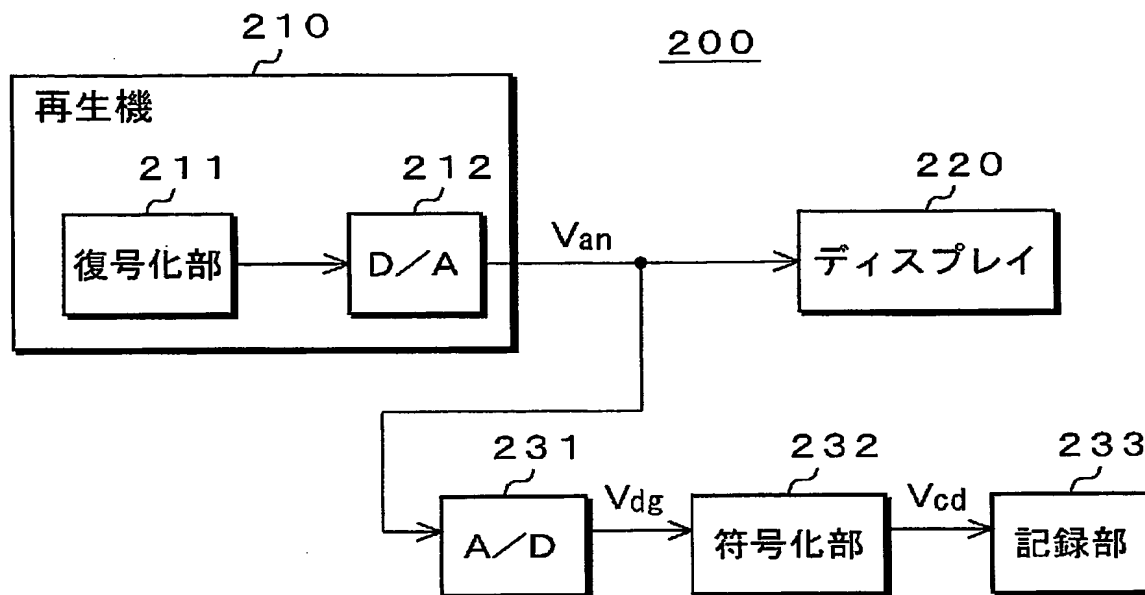 210
200
再生機
211
212
220
復号化部
D/A
Van
ディスプレイ
231
232
233
A/D
Vdg
符号化部
Vcd
記録部